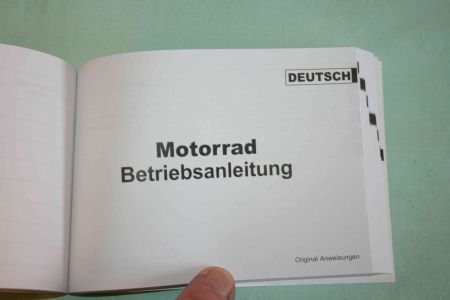 DEUTSCH
Motorrad
Betriebsanleitung
Original Anweisungen